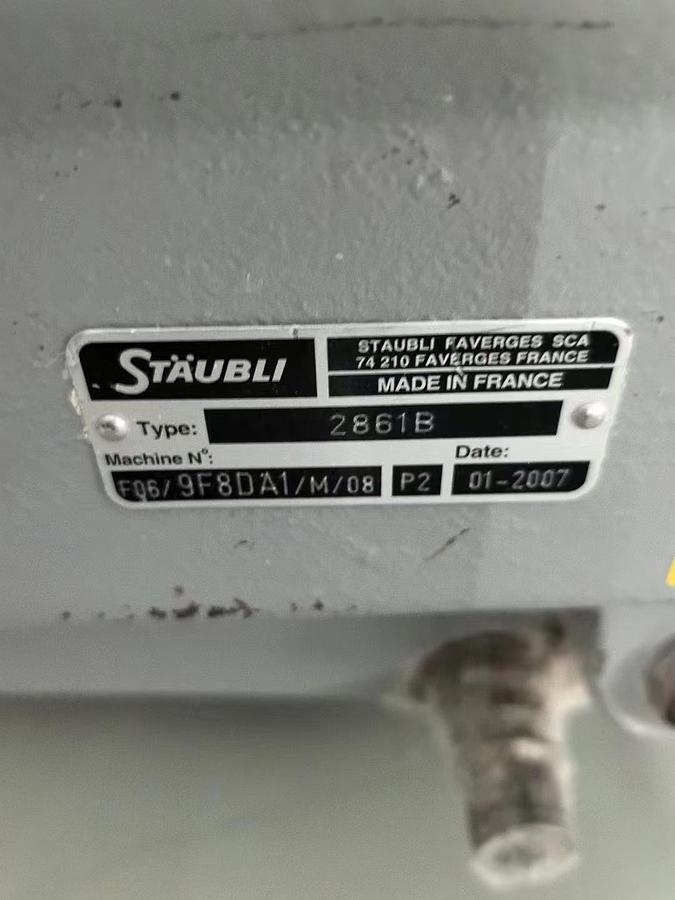 STÄUBLI
STAUBLI FAVERGES SCA
74 210 FAVERGES FRANCE
MADE IN FRANCE
Type: 2861B
Machine N°: Date:
F06/9F8DA1/M/08 P2 01-2007